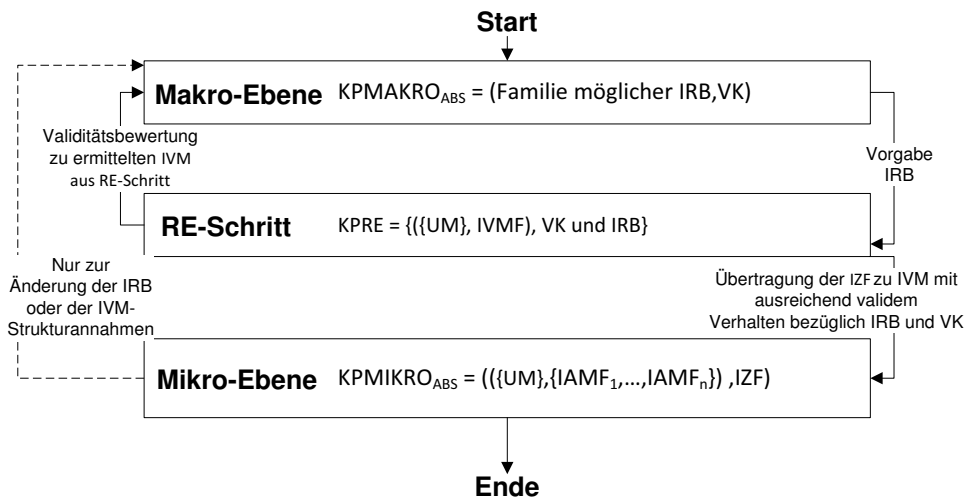 Start
Makro-Ebene KPMAKRO_ABS = (Familie möglicher IRB,VK)
Validitätsbewertung
zu ermittelten IVM
aus RE-Schritt
Vorgabe
IRB
RE-Schritt KPRE = {({UM}, IVMF), VK und IRB}
Nur zur
Änderung der IRB
oder der IVM-
Strukturannahmen
Übertragung der IZF zu IVM mit
ausreichend validem
Verhalten bezüglich IRB und VK
Mikro-Ebene KPMIKRO_ABS = (({UM},{IAMF_1,...,IAMF_n}) ,IZF)
Ende